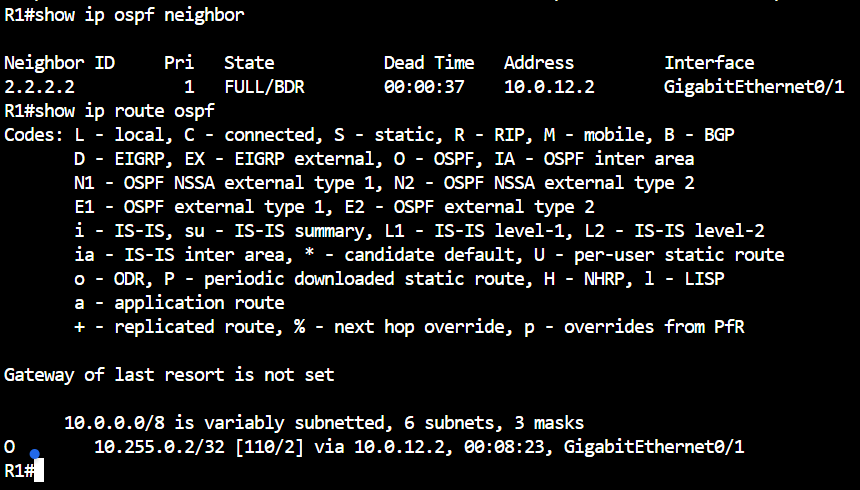 R1#show ip ospf neighbor
Neighbor ID     Pri   State           Dead Time   Address         Interface
2.2.2.2           1   FULL/BDR        00:00:37    10.0.12.2       GigabitEthernet0/1
R1#show ip route ospf
Codes: L - local, C - connected, S - static, R - RIP, M - mobile, B - BGP
       D - EIGRP, EX - EIGRP external, O - OSPF, IA - OSPF inter area
       N1 - OSPF NSSA external type 1, N2 - OSPF NSSA external type 2
       E1 - OSPF external type 1, E2 - OSPF external type 2
       i - IS-IS, su - IS-IS summary, L1 - IS-IS level-1, L2 - IS-IS level-2
       ia - IS-IS inter area, * - candidate default, U - per-user static route
       o - ODR, P - periodic downloaded static route, H - NHRP, l - LISP
       a - application route
       + - replicated route, % - next hop override, p - overrides from PfR
Gateway of last resort is not set
      10.0.0.0/8 is variably subnetted, 6 subnets, 3 masks
O        10.255.0.2/32 [110/2] via 10.0.12.2, 00:08:23, GigabitEthernet0/1
R1#